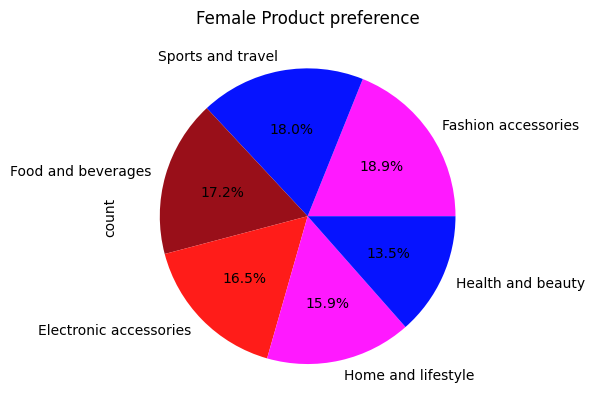 Female Product preference
Sports and travel
Fashion accessories
18.0%
18.9%
Food and beverages
17.2%
count
13.5%
16.5%
Health and beauty
15.9%
Electronic accessories
Home and lifestyle